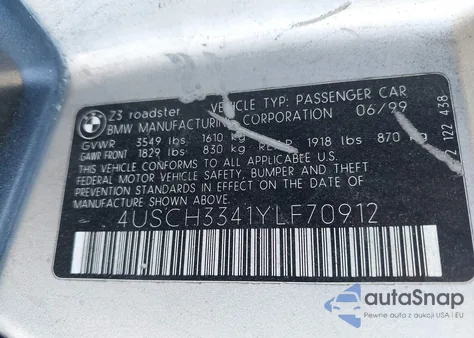 Z3 roadster VEHICLE TYP: PASSENGER CAR
BMW MANUFACTURING CORPORATION 06/99
GVWR 3549 lbs 1610 kg
GAWR FRONT 1829 lbs 830 kg 1918 lbs 870 kg
THIS VEHICLE CONFORMS TO ALL APPLICABLE U.S.
FEDERAL MOTOR VEHICLE SAFETY, BUMPER AND THEFT
PREVENTION STANDARDS IN EFFECT ON THE DATE OF
MANUFACTURE SHOWN ABOVE.
4USCH3341YLF70912
122 438
BMW
autoSnap
Pewne auta z aukcji USA i EU